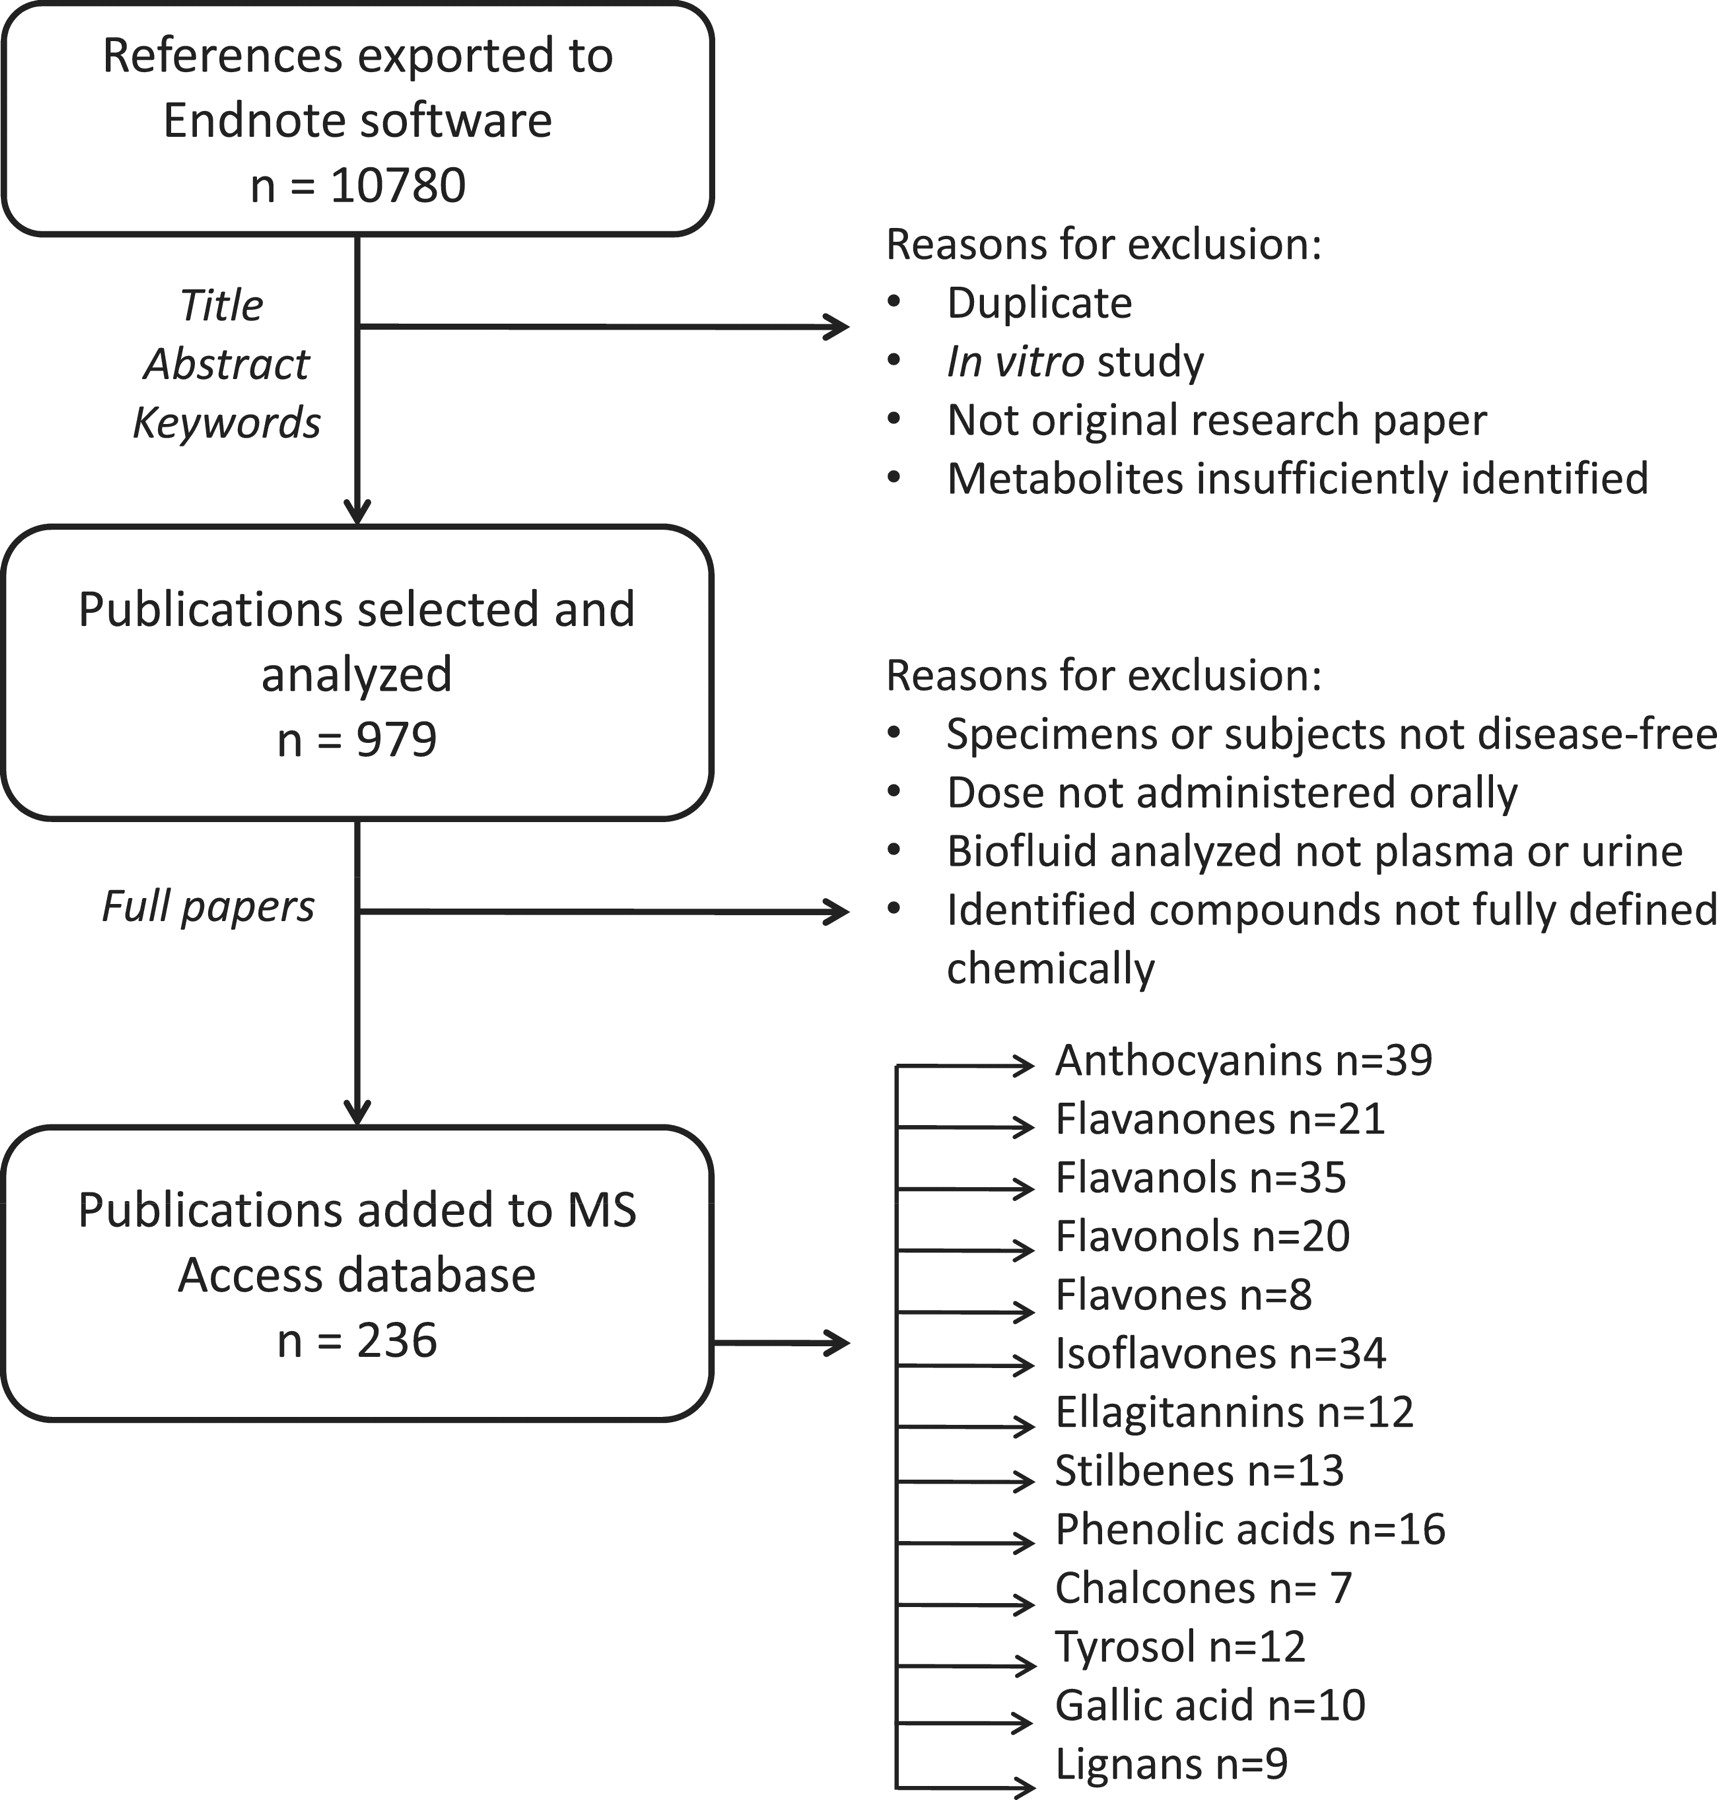 References exported to
Endnote software
n = 10780
Title
Abstract
Keywords
Reasons for exclusion:
• Duplicate
• In vitro study
• Not original research paper
• Metabolites insufficiently identified
Publications selected and
analyzed
n = 979
Full papers
Reasons for exclusion:
• Specimens or subjects not disease-free
• Dose not administered orally
• Biofluid analyzed not plasma or urine
• Identified compounds not fully defined
chemically
Publications added to MS
Access database
n = 236
Anthocyanins n=39
Flavanones n=21
Flavanols n=35
Flavonols n=20
Flavones n=8
Isoflavones n=34
Ellagitannins n=12
Stilbenes n=13
Phenolic acids n=16
Chalcones n= 7
Tyrosol n=12
Gallic acid n=10
Lignans n=9